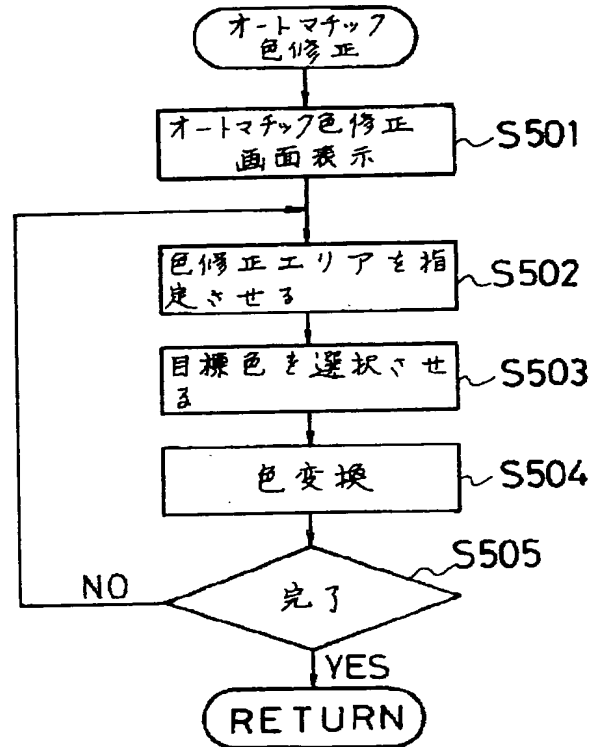 オートマチック
色修正
オートマチック色修正
画面表示
S501
色修正エリアを指
定させる
S502
目標色を選択させ
る
S503
色変換
S504
完了
S505
NO
YES
RETURN